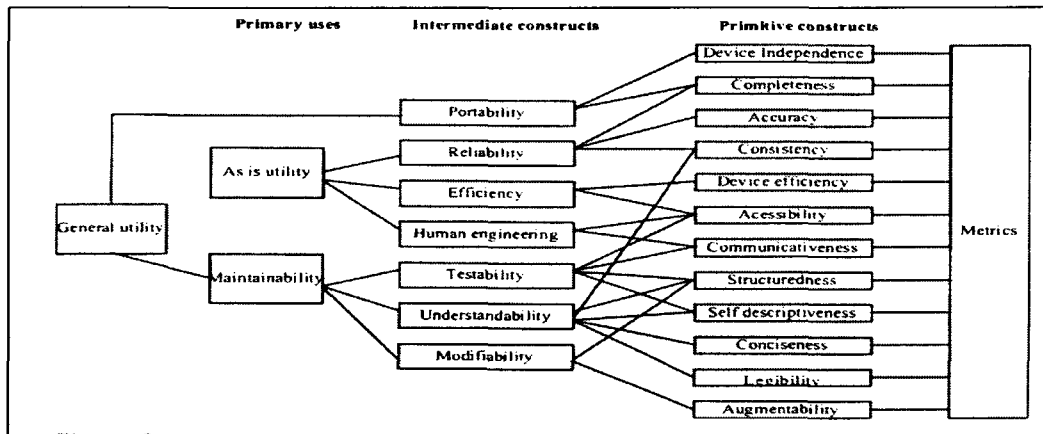 Primary uses
Intermediate constructs
Primkive constructs
General utility
As is utility
Maintainability
Portability
Reliability
Efficiency
Human engineering
Testability
Understandability
Modifiability
Device Independence
Completeness
Accuracy
Consistency
Device efficiency
Acessibility
Communicativeness
Structuredness
Self descriptiveness
Conciseness
Legibility
Augmentability
Metrics